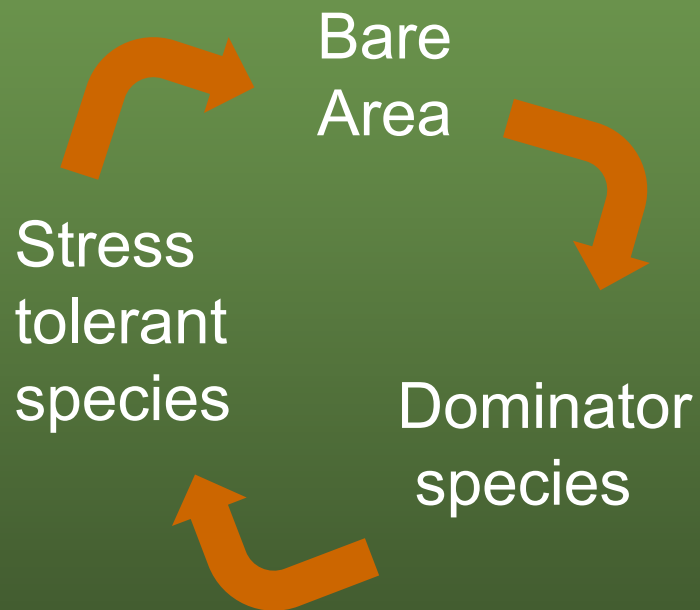 Bare
Area
Stress
tolerant
species
Dominator
species